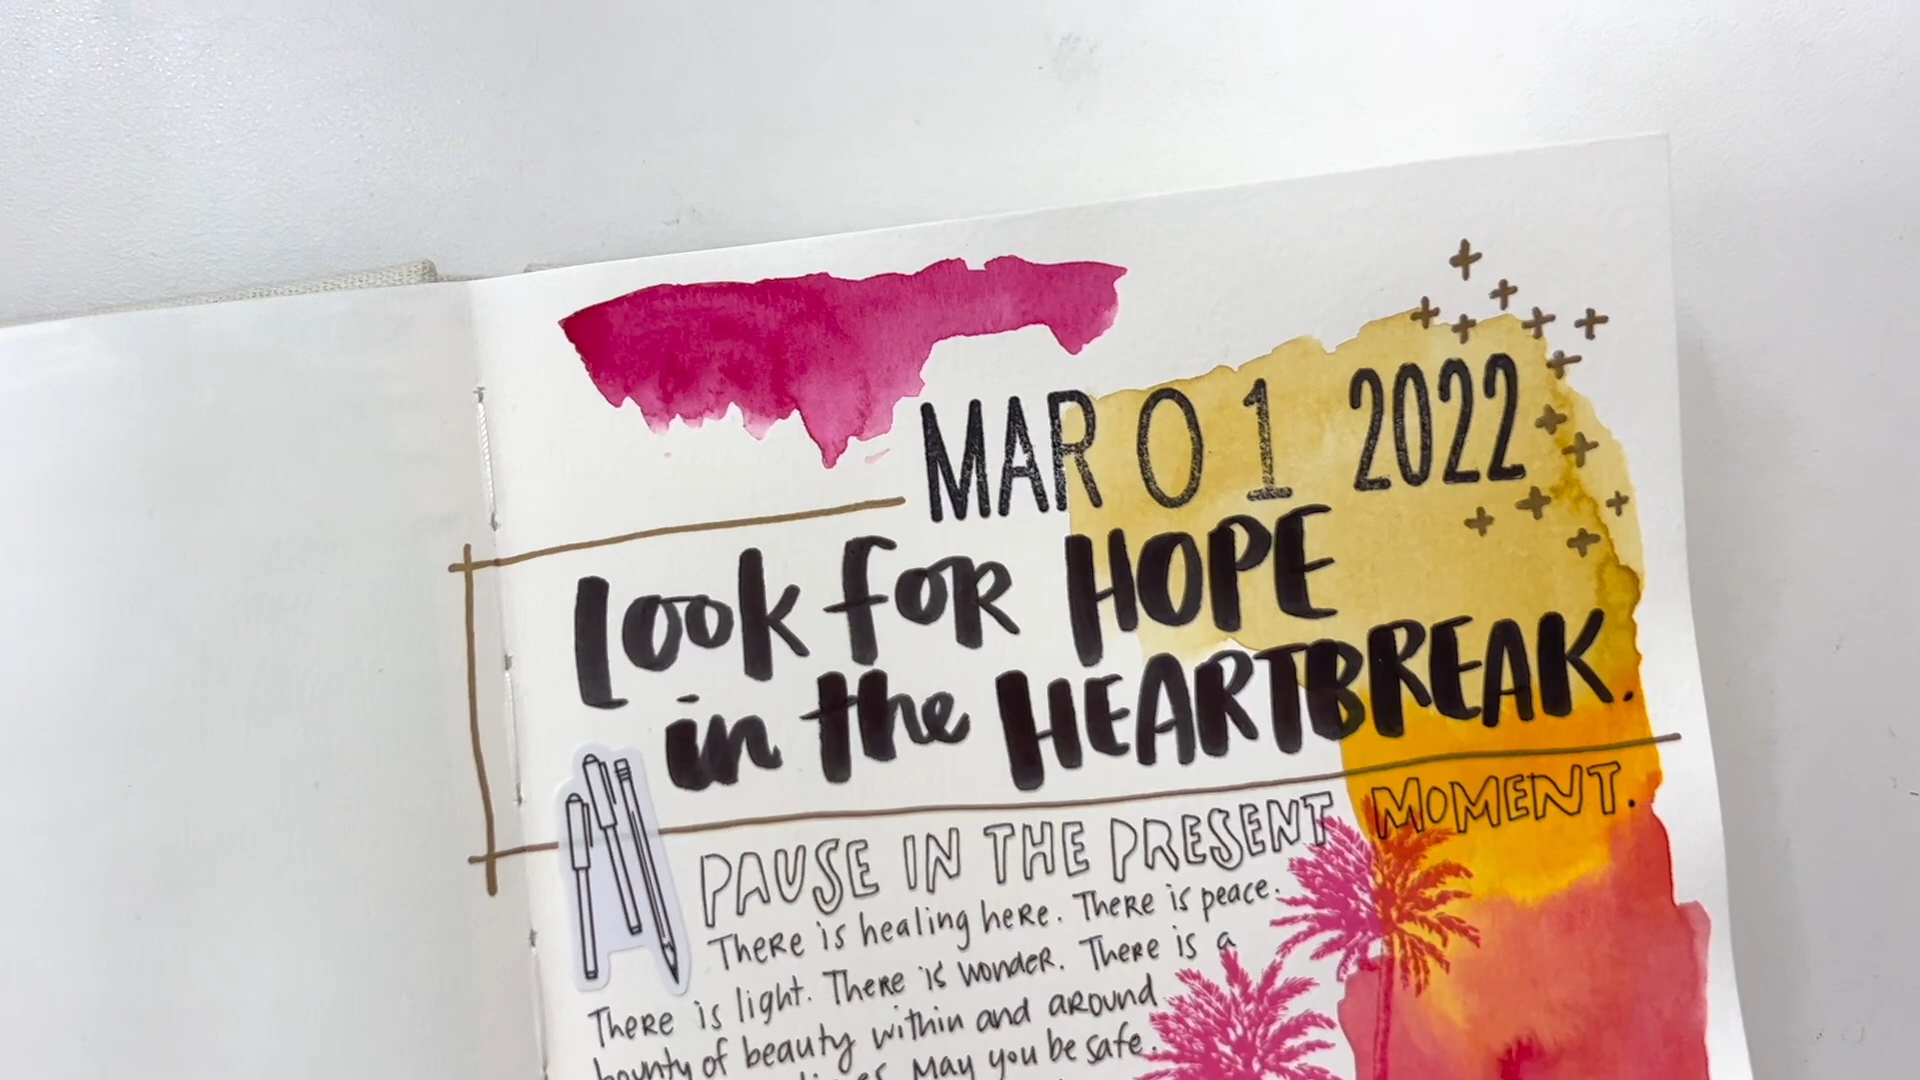 MAR 01 2022
Look for HOPE
in the HEARTBREAK.
PAUSE IN THE PRESENT MOMENT.
There is healing here. There is peace.
There is light. There is wonder. There is a
bounty of beauty within and around
May you be safe.